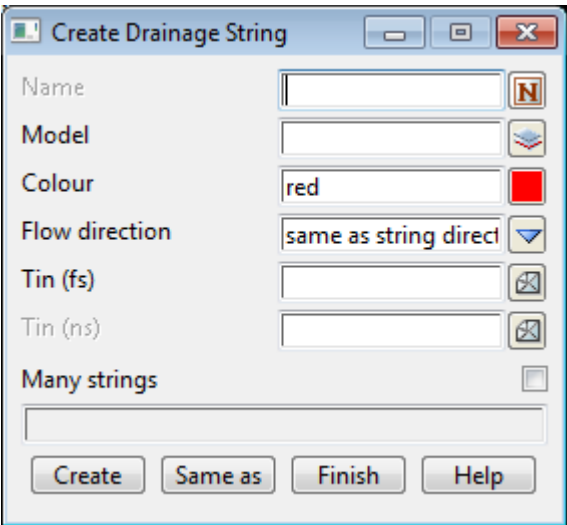 Create Drainage String
Name N
Model
Colour red
Flow direction same as string direct
Tin (fs)
Tin (ns)
Many strings
Create Same as Finish Help